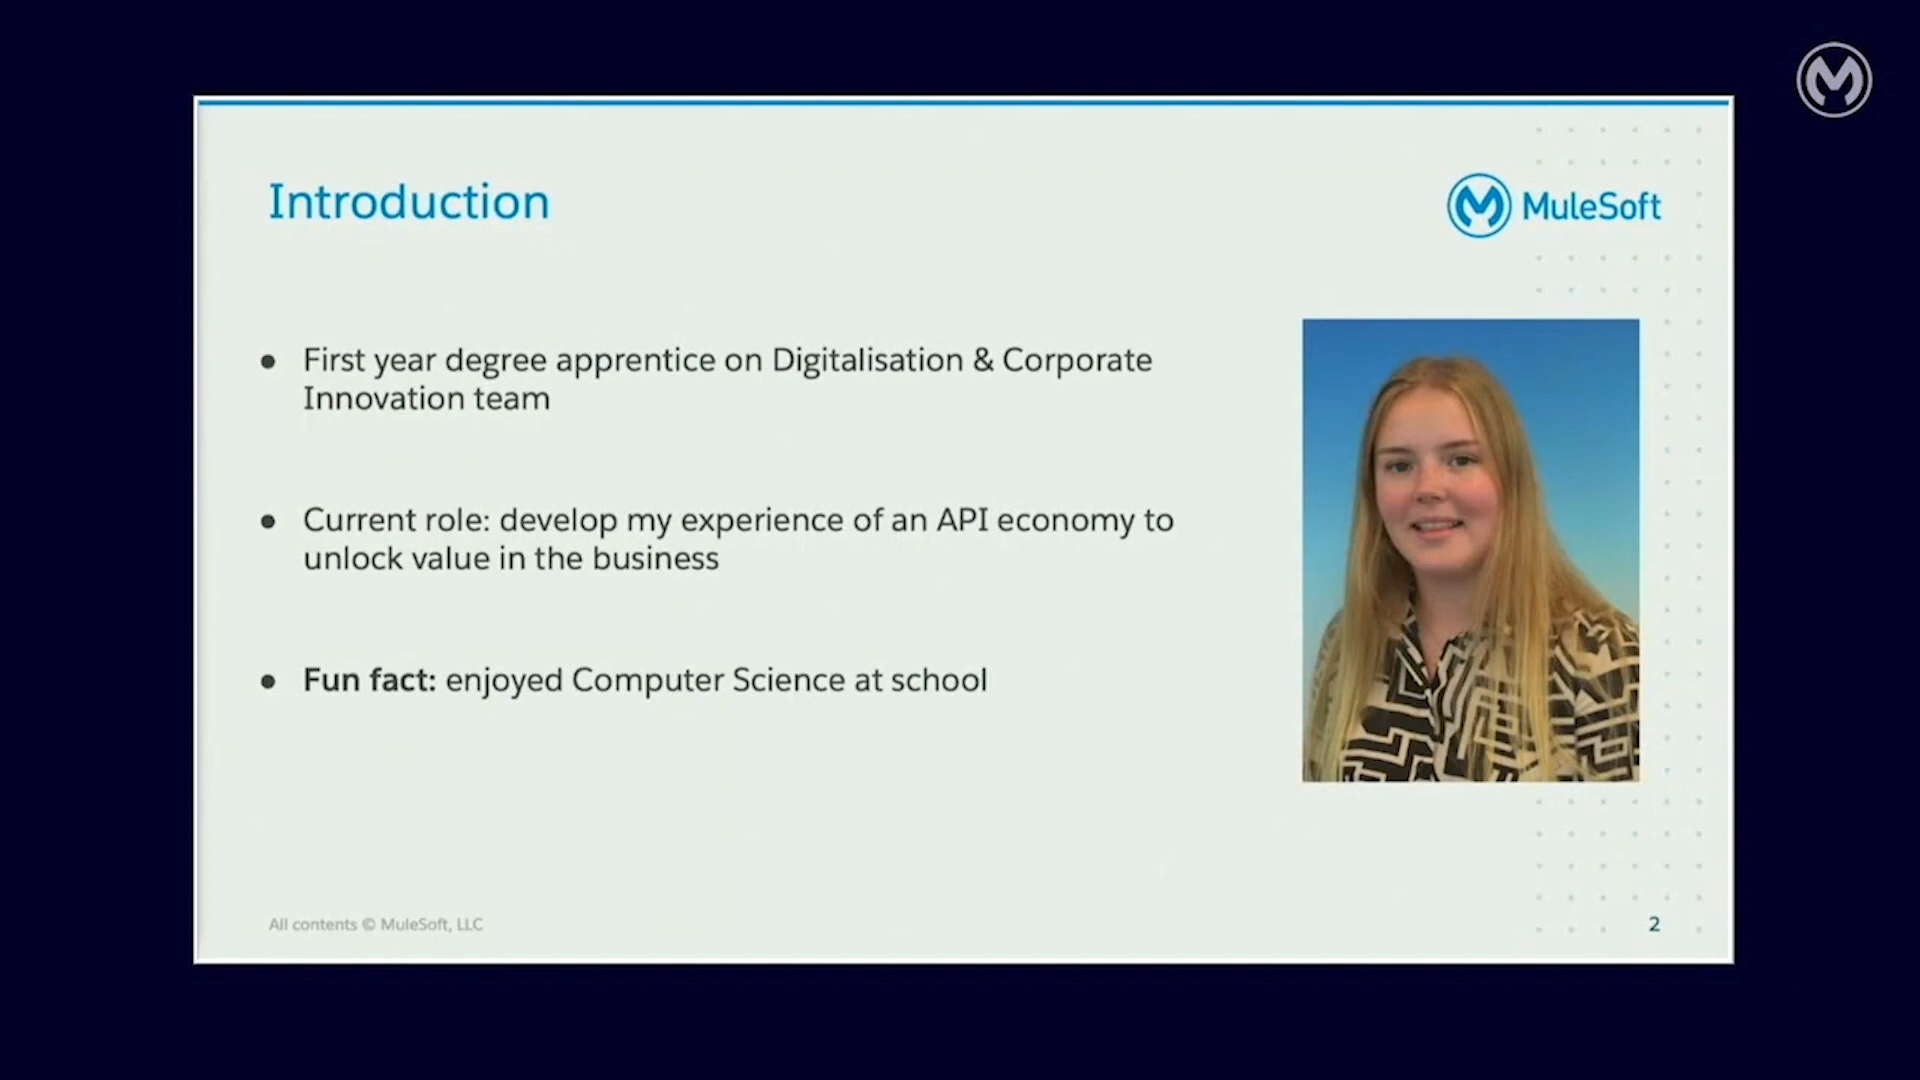 Introduction
MuleSoft
● First year degree apprentice on Digitalisation & Corporate
Innovation team
● Current role: develop my experience of an API economy to
unlock value in the business
● Fun fact: enjoyed Computer Science at school
All contents © MuleSoft, LLC
2